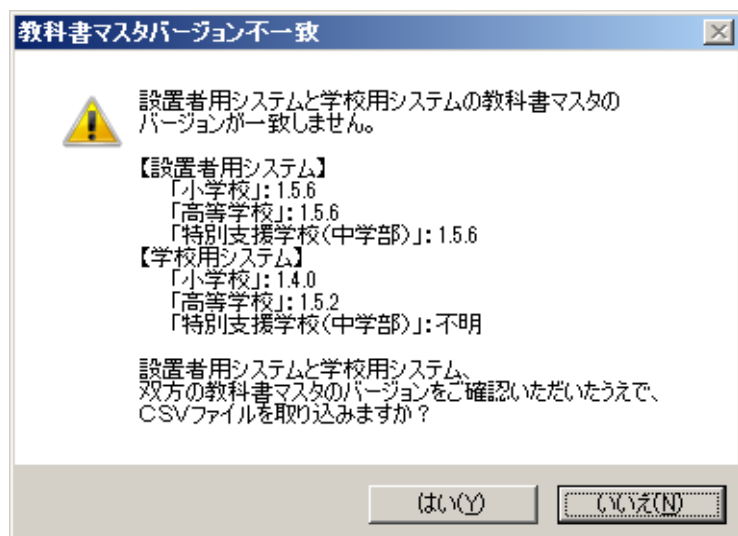 教科書マスタバージョン不一致
設置者用システムと学校用システムの教科書マスタの
バージョンが一致しません。
【設置者用システム】
「小学校」：1.5.6
「高等学校」：1.5.6
「特別支援学校(中学部)」：1.5.6
【学校用システム】
「小学校」：1.4.0
「高等学校」：1.5.2
「特別支援学校(中学部)」：不明
設置者用システムと学校用システム、
双方の教科書マスタのバージョンをご確認いただいたうえで、
CSVファイルを取り込みますか？
はい(Y)
いいえ(N)